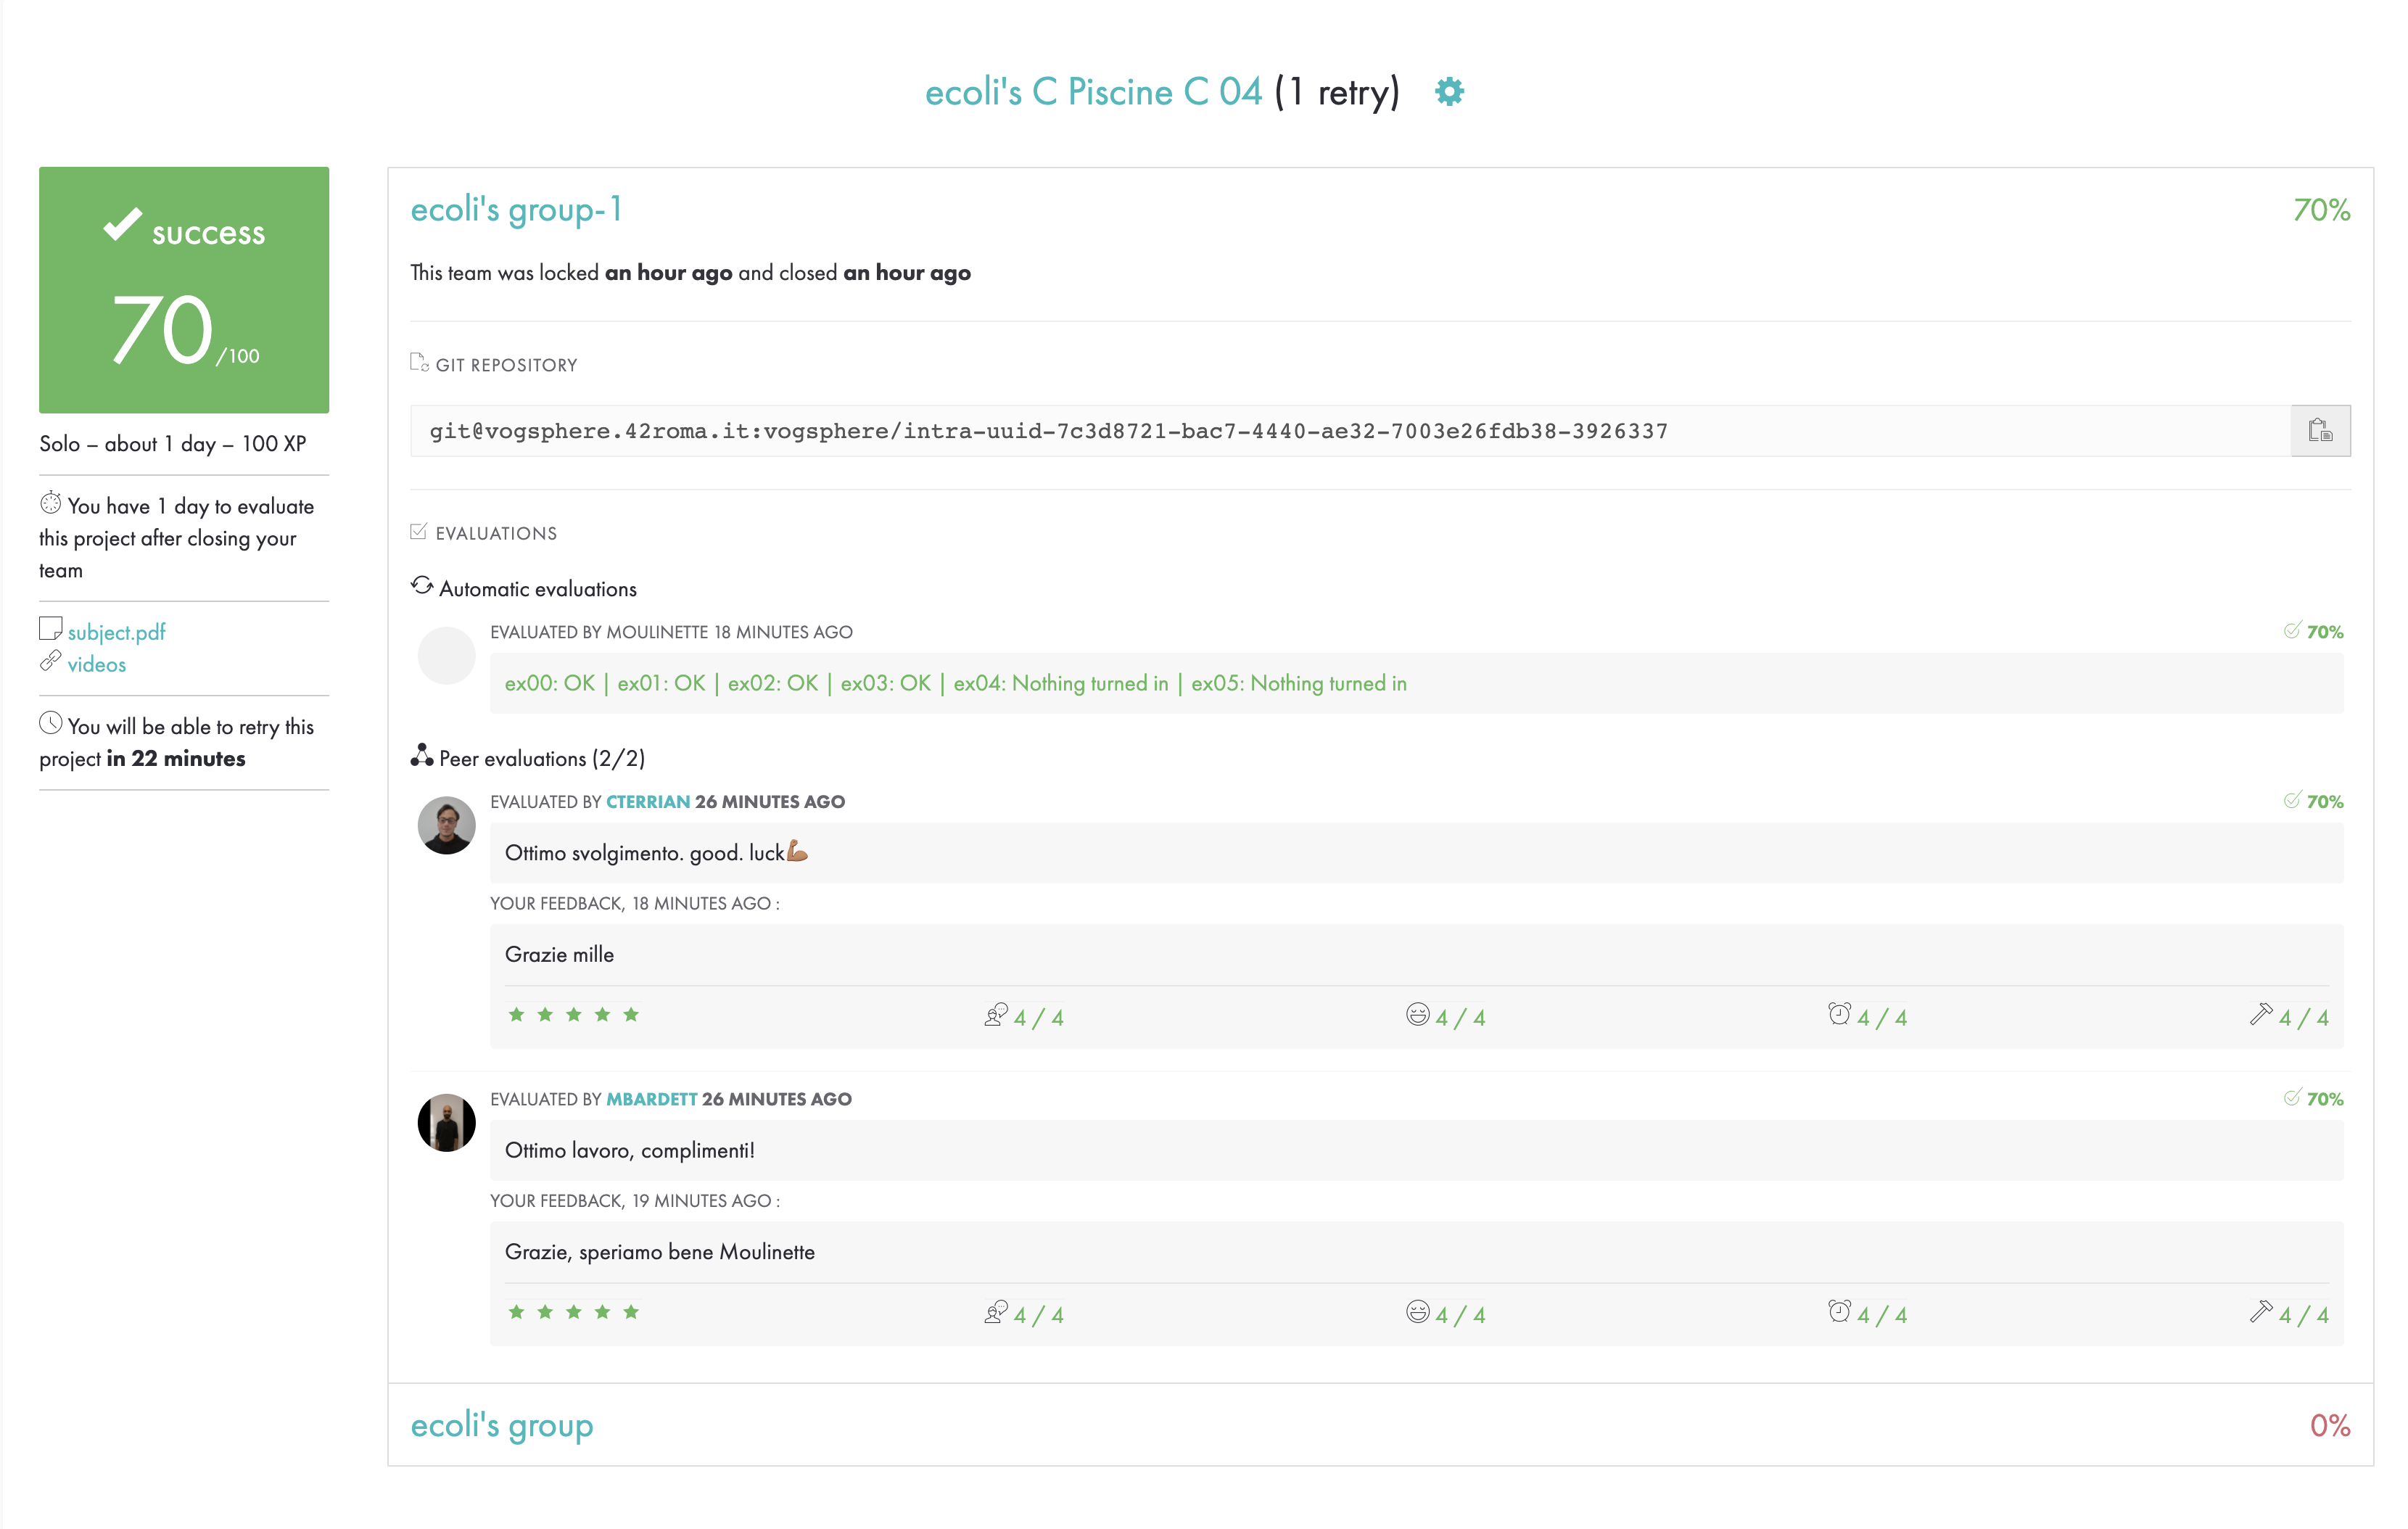 ecoli's C Piscine C 04 (1 retry)
success
70/100
Solo – about 1 day – 100 XP
You have 1 day to evaluate
this project after closing your
team
subject.pdf
videos
You will be able to retry this
project in 22 minutes
ecoli's group-1
70%
This team was locked an hour ago and closed an hour ago
GIT REPOSITORY
git@vogsphere.42roma.it:vogsphere/intra-uuid-7c3d8721-bac7-4440-ae32-7003e26fdb38-3926337
EVALUATIONS
Automatic evaluations
EVALUATED BY MOULINETTE 18 MINUTES AGO
70%
ex00: OK | ex01: OK | ex02: OK | ex03: OK | ex04: Nothing turned in | ex05: Nothing turned in
Peer evaluations (2/2)
EVALUATED BY CTERRIAN 26 MINUTES AGO
70%
Ottimo svolgimento. good. luck💪🏽
YOUR FEEDBACK, 18 MINUTES AGO :
Grazie mille
★ ★ ★ ★ ★ 4 / 4 4 / 4 4 / 4 4 / 4
EVALUATED BY MBARDETT 26 MINUTES AGO
70%
Ottimo lavoro, complimenti!
YOUR FEEDBACK, 19 MINUTES AGO :
Grazie, speriamo bene Moulinette
★ ★ ★ ★ ★ 4 / 4 4 / 4 4 / 4 4 / 4
ecoli's group
0%